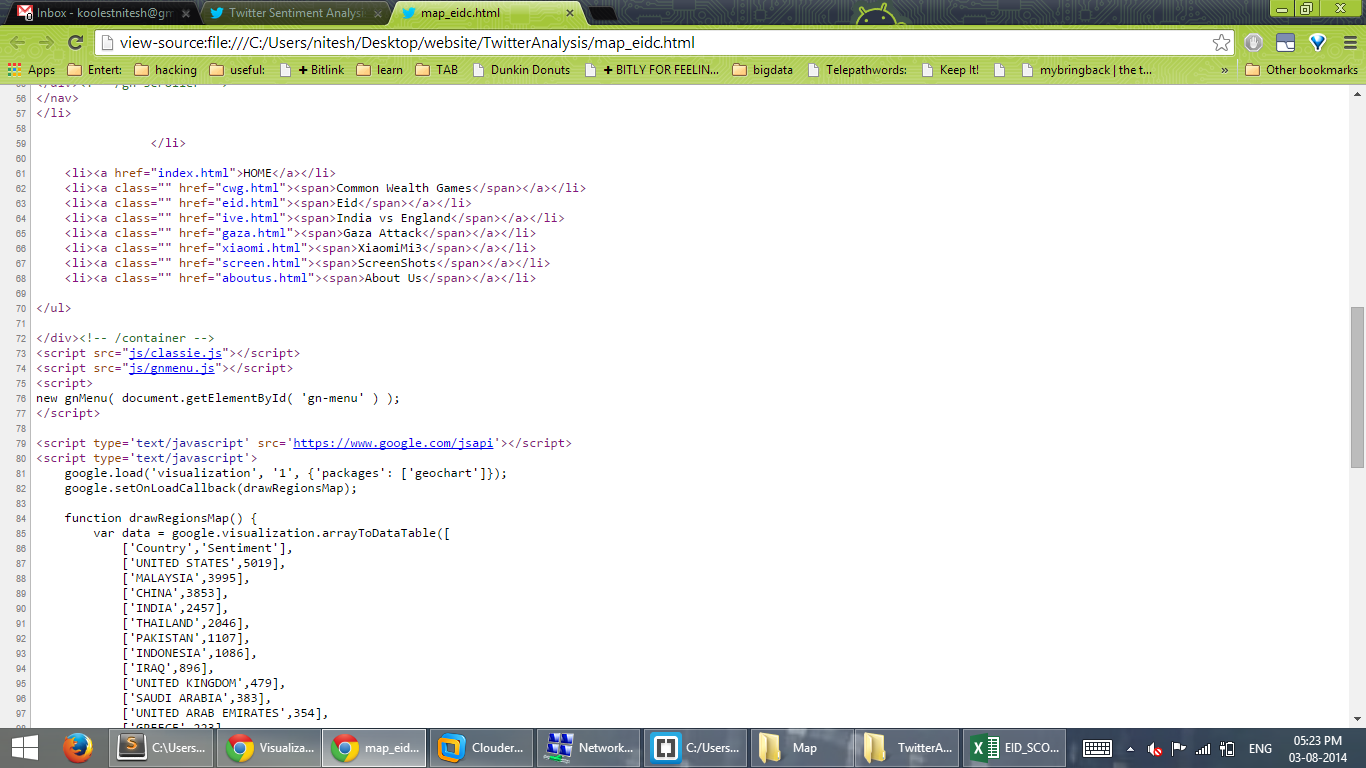 Inbox - koolestnitesh@gm
Twitter Sentiment Analysi
map_eidc.html
view-source:file:///C:/Users/nitesh/Desktop/website/TwitterAnalysis/map_eidc.html
Apps Entert: hacking useful: + Bitlink learn TAB Dunkin Donuts + BITLY FOR FEELIN... bigdata Telepathwords: Keep It! mybringback | the t... » Other bookmarks
56 </nav>
57 </li>
58
59 </li>
60
61 <li><a href="index.html">HOME</a></li>
62 <li><a class="" href="cwg.html"><span>Common Wealth Games</span></a></li>
63 <li><a class="" href="eid.html"><span>Eid</span></a></li>
64 <li><a class="" href="ive.html"><span>India vs England</span></a></li>
65 <li><a class="" href="gaza.html"><span>Gaza Attack</span></a></li>
66 <li><a class="" href="xiaomi.html"><span>XiaomiMi3</span></a></li>
67 <li><a class="" href="screen.html"><span>ScreenShots</span></a></li>
68 <li><a class="" href="aboutus.html"><span>About Us</span></a></li>
69
70 </ul>
71
72 </div><!-- /container -->
73 <script src="js/classie.js"></script>
74 <script src="js/gnmenu.js"></script>
75 <script>
76 new gnMenu( document.getElementById( 'gn-menu' ) );
77 </script>
78
79 <script type='text/javascript' src='https://www.google.com/jsapi'></script>
80 <script type='text/javascript'>
81 google.load('visualization', '1', {'packages': ['geochart']});
82 google.setOnLoadCallback(drawRegionsMap);
83
84 function drawRegionsMap() {
85 var data = google.visualization.arrayToDataTable([
86 ['Country','Sentiment'],
87 ['UNITED STATES',5019],
88 ['MALAYSIA',3995],
89 ['CHINA',3853],
90 ['INDIA',2457],
91 ['THAILAND',2046],
92 ['PAKISTAN',1107],
93 ['INDONESIA',1086],
94 ['IRAQ',896],
95 ['UNITED KINGDOM',479],
96 ['SAUDI ARABIA',383],
97 ['UNITED ARAB EMIRATES',354],
C:\Users... Visualiza... map_eid... Clouder... Network... C:/Users... Map TwitterA... EID_SCO... ENG 05:23 PM
03-08-2014